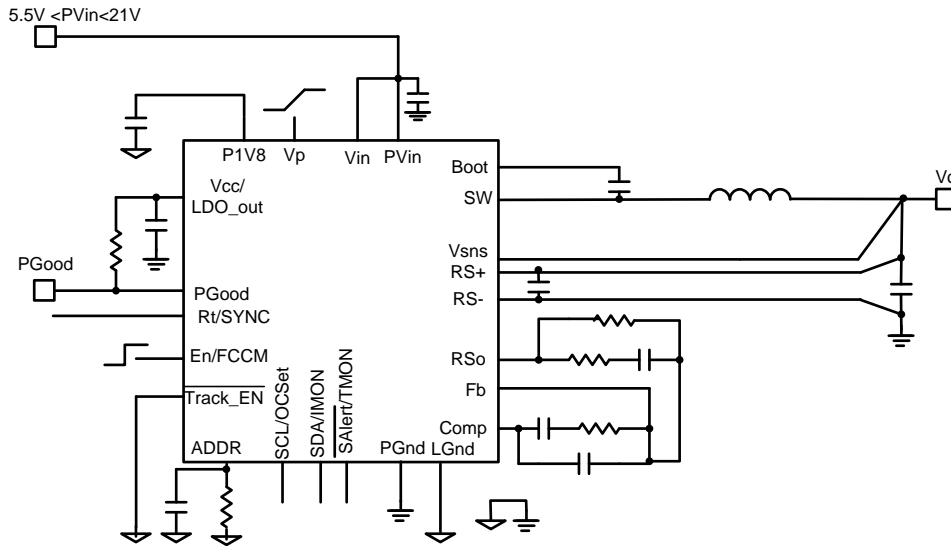 5.5V <PVin<21V
P1V8
Vp
Vin
PVin
Boot
Vcc/
LDO_out
SW
Vsns
RS+
RS-
PGood
PGood
Rt/SYNC
En/FCCM
Track_EN
ADDR
SCL/OCSet
SDA/IMON
SAlert/TMON
PGnd
LGnd
RSo
Fb
Comp